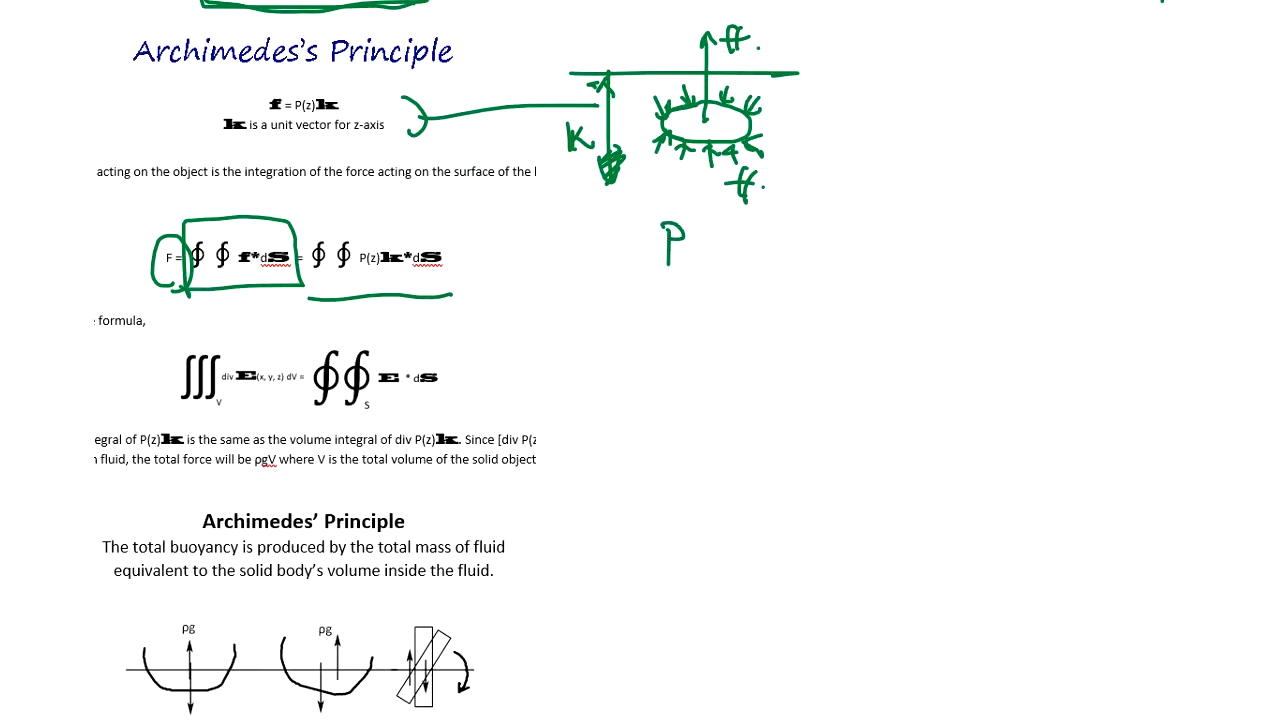 Archimedes's Principle
f = P(z)k
k is a unit vector for z-axis
acting on the object is the integration of the force acting on the surface of the
F = ∮ ∮ f*dS = ∮ ∮ P(z)k*dS
formula,
∭V div E(x, y, z) dV = ∮∮S E * dS
egral of P(z)k is the same as the volume integral of div P(z)k. Since [div P(z
fluid, the total force will be ρgV where V is the total volume of the solid object
Archimedes' Principle
The total buoyancy is produced by the total mass of fluid
equivalent to the solid body's volume inside the fluid.
ρg ρg
K
P